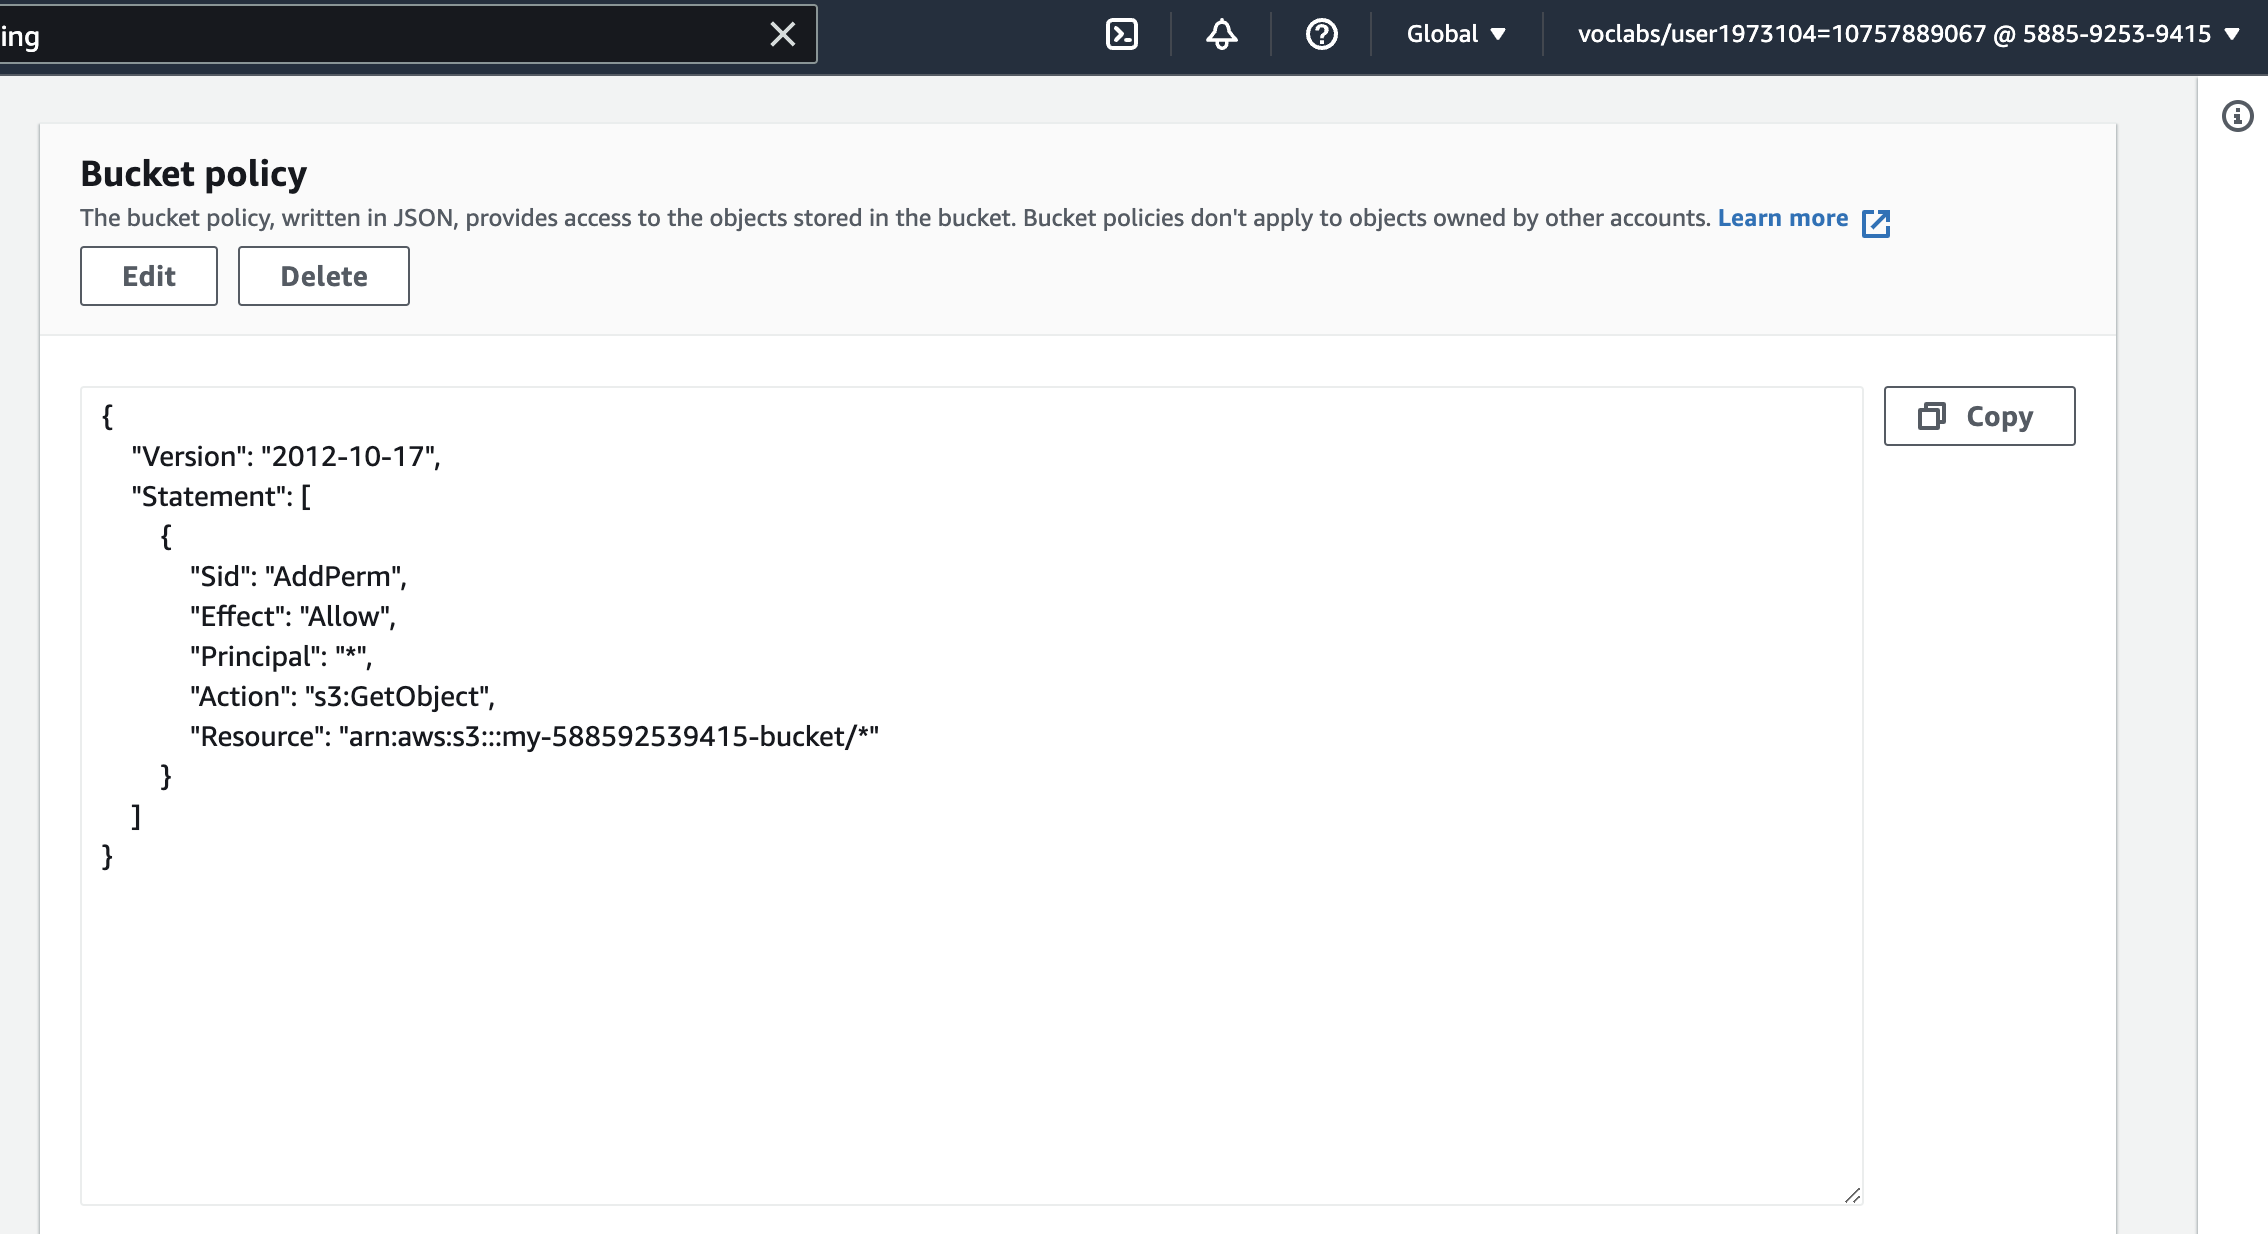 ing
Global
voclabs/user1973104=10757889067 @ 5885-9253-9415
Bucket policy
The bucket policy, written in JSON, provides access to the objects stored in the bucket. Bucket policies don't apply to objects owned by other accounts. Learn more
Edit
Delete
Copy
{
"Version": "2012-10-17",
"Statement": [
{
"Sid": "AddPerm",
"Effect": "Allow",
"Principal": "*",
"Action": "s3:GetObject",
"Resource": "arn:aws:s3:::my-588592539415-bucket/*"
}
]
}